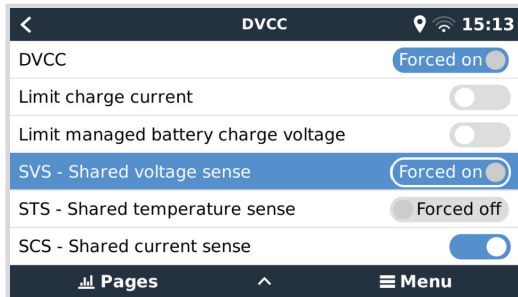 DVCC 15:13
DVCC Forced on
Limit charge current
Limit managed battery charge voltage
SVS - Shared voltage sense Forced on
STS - Shared temperature sense Forced off
SCS - Shared current sense
Pages Menu